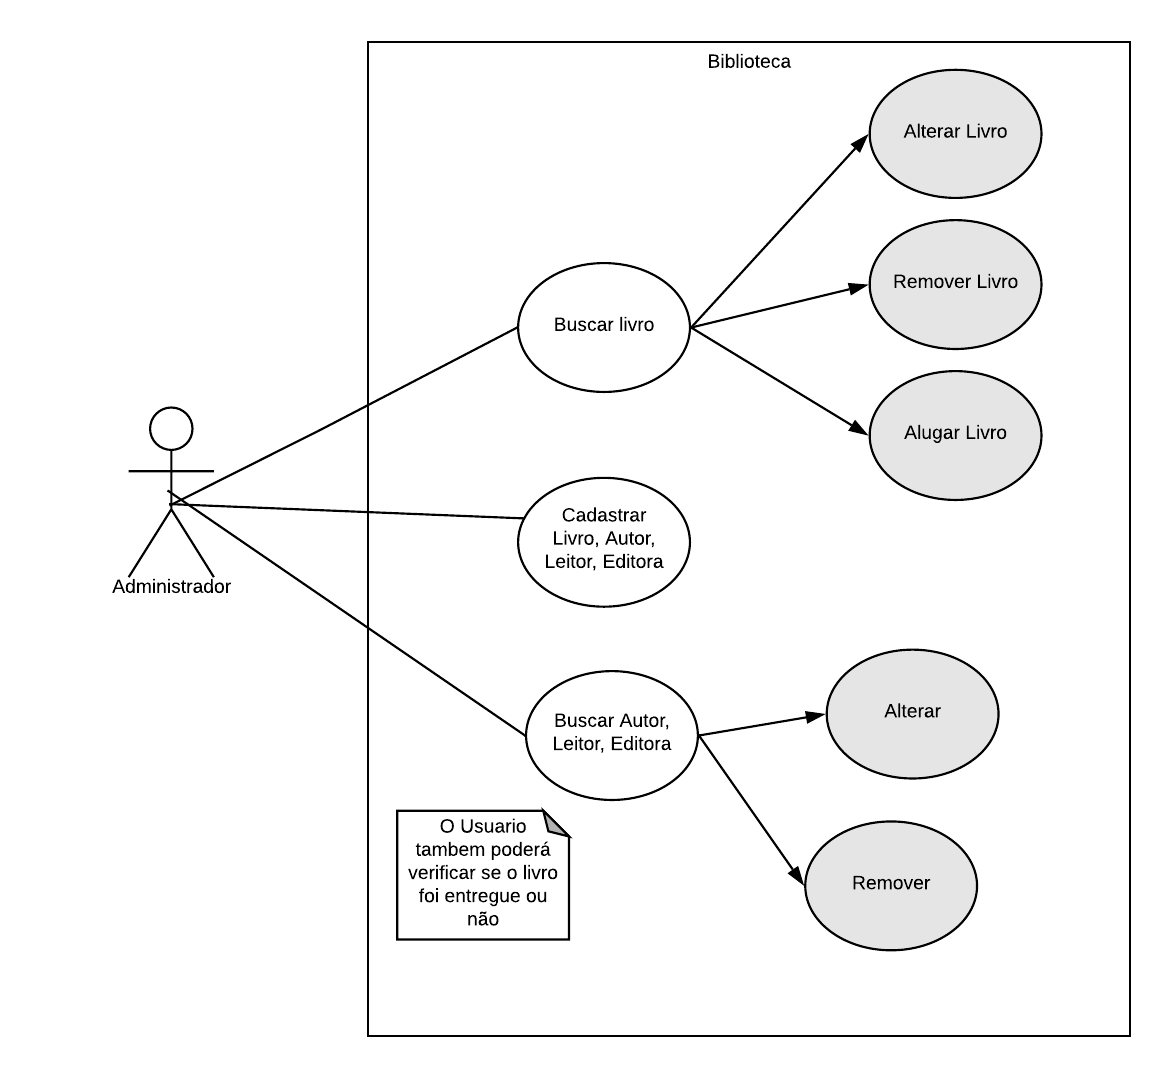 Biblioteca
Alterar Livro
Remover Livro
Buscar livro
Alugar Livro
Cadastrar
Livro, Autor,
Leitor, Editora
Administrador
Buscar Autor,
Leitor, Editora
Alterar
O Usuario
tambem poderá
verificar se o livro
foi entregue ou
não
Remover